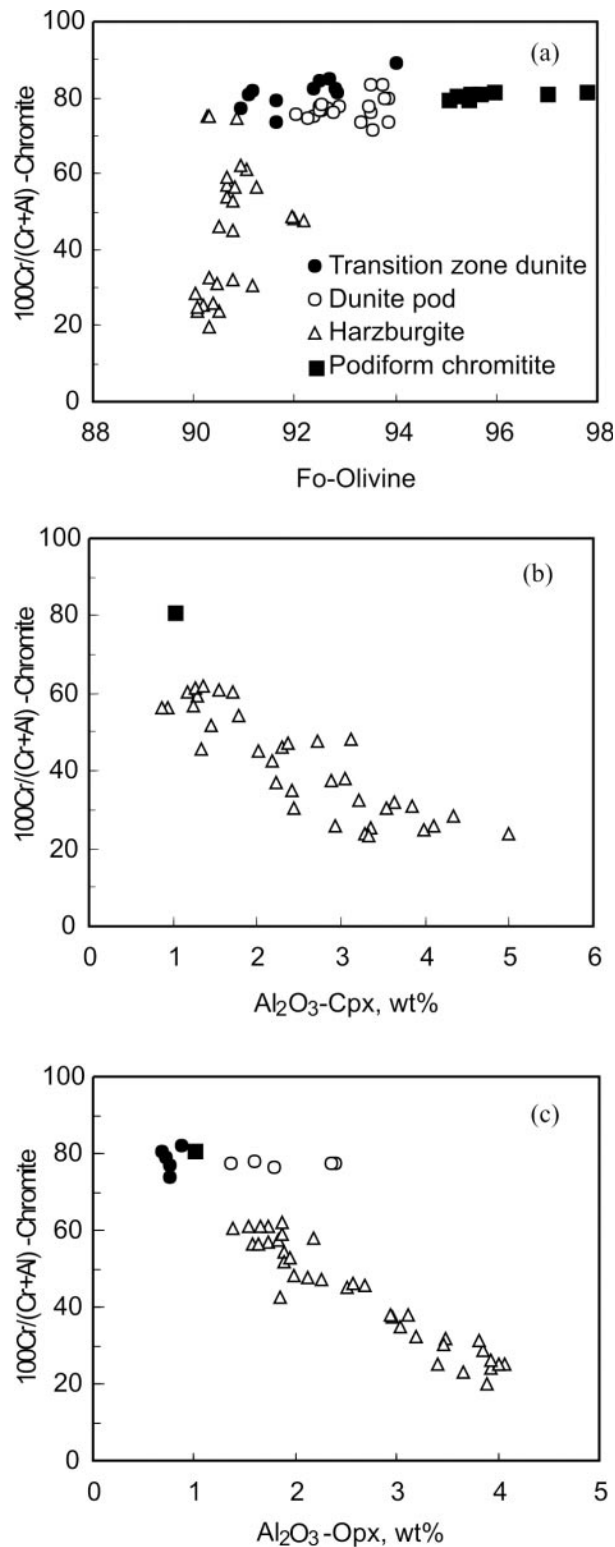 100
(a)
80
60
40
20
0
100Cr/(Cr+Al) -Chromite
Transition zone dunite
Dunite pod
Harzburgite
Podiform chromitite
88 90 92 94 96 98
Fo-Olivine
100
(b)
80
60
40
20
0
100Cr/(Cr+Al) -Chromite
0 1 2 3 4 5 6
Al₂O₃-Cpx, wt%
100
(c)
80
60
40
20
0
100Cr/(Cr+Al) -Chromite
0 1 2 3 4 5
Al₂O₃-Opx, wt%